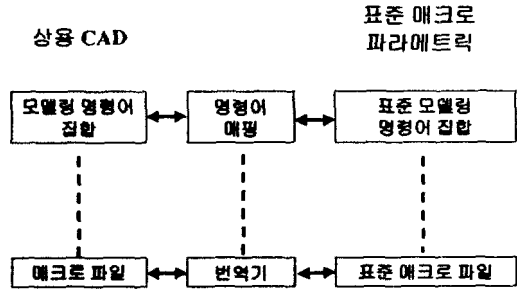 상용 CAD
표준 매크로
파라메트릭
모델링 명령어
집합
명령어
매핑
표준 모델링
명령어 집합
매크로 파일
번역기
표준 매크로 파일